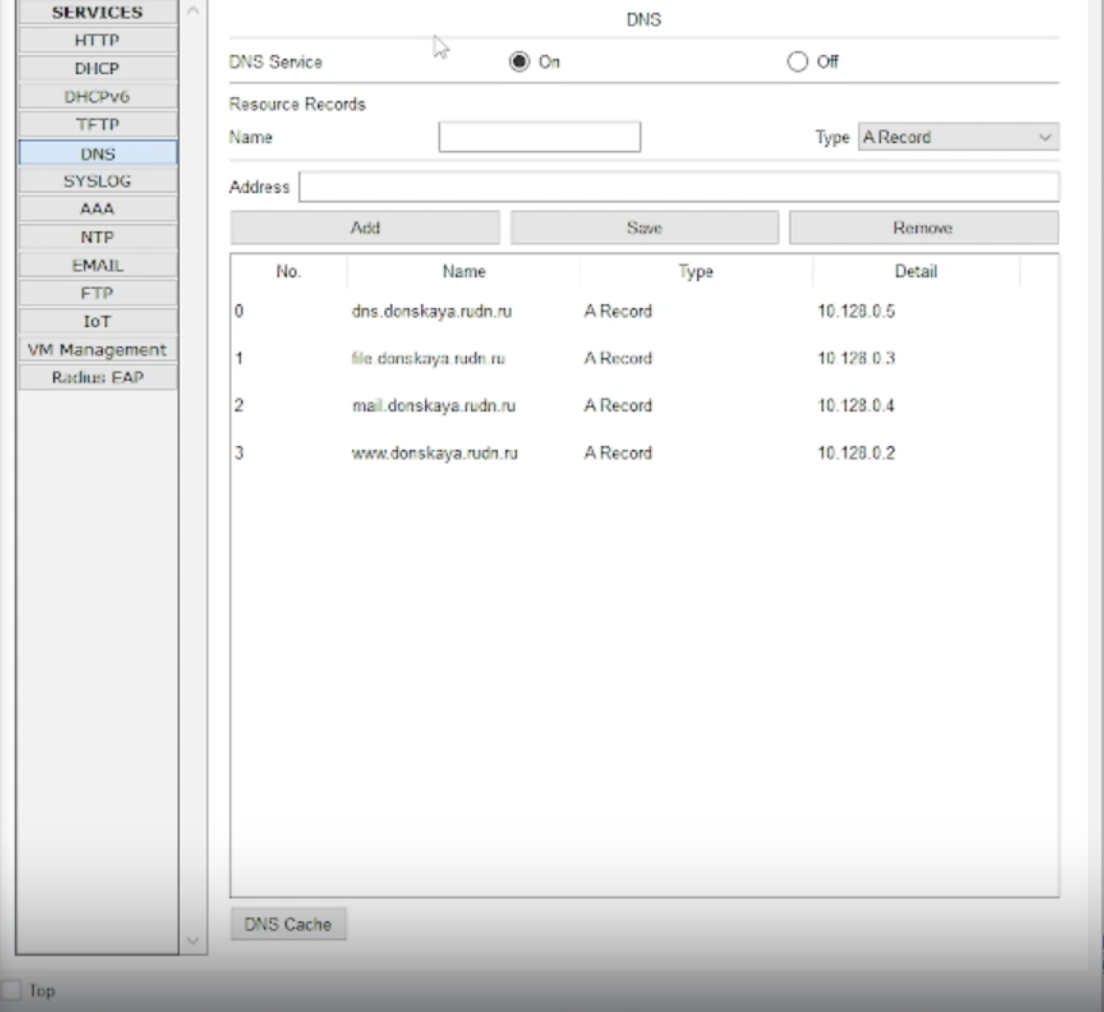 SERVICES
HTTP
DHCP
DHCPv6
TFTP
DNS
SYSLOG
AAA
NTP
EMAIL
FTP
IoT
VM Management
Radius EAP
DNS
DNS Service On Off
Resource Records
Name Type A Record
Address
Add Save Remove
No. Name Type Detail
0 dns.donskaya.rudn.ru A Record 10.128.0.5
1 file.donskaya.rudn.ru A Record 10.128.0.3
2 mail.donskaya.rudn.ru A Record 10.128.0.4
3 www.donskaya.rudn.ru A Record 10.128.0.2
DNS Cache
Top